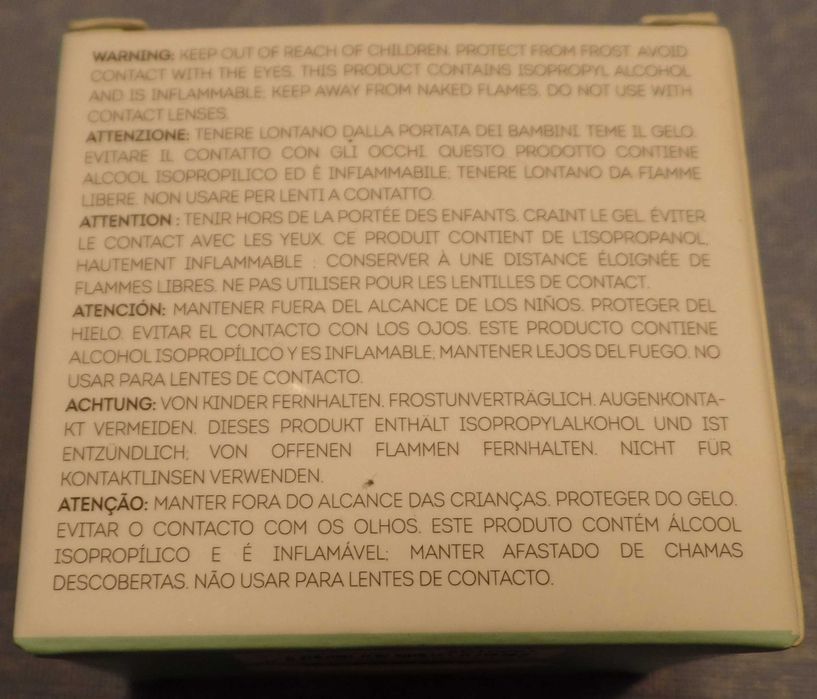 WARNING: KEEP OUT OF REACH OF CHILDREN. PROTECT FROM FROST. AVOID
CONTACT WITH THE EYES. THIS PRODUCT CONTAINS ISOPROPYL ALCOHOL
AND IS INFLAMMABLE; KEEP AWAY FROM NAKED FLAMES. DO NOT USE WITH
CONTACT LENSES.
ATTENZIONE: TENERE LONTANO DALLA PORTATA DEI BAMBINI. TEME IL GELO.
EVITARE IL CONTATTO CON GLI OCCHI. QUESTO PRODOTTO CONTIENE
ALCOOL ISOPROPILICO ED É INFIAMMABILE; TENERE LONTANO DA FIAMME
LIBERE. NON USARE PER LENTI A CONTATTO.
ATTENTION : TENIR HORS DE LA PORTÉE DES ENFANTS. CRAINT LE GEL. ÉVITER
LE CONTACT AVEC LES YEUX. CE PRODUIT CONTIENT DE L'ISOPROPANOL,
HAUTEMENT INFLAMMABLE : CONSERVER À UNE DISTANCE ÉLOIGNÉE DE
FLAMMES LIBRES. NE PAS UTILISER POUR LES LENTILLES DE CONTACT.
ATENCIÓN: MANTENER FUERA DEL ALCANCE DE LOS NIÑOS. PROTEGER DEL
HIELO. EVITAR EL CONTACTO CON LOS OJOS. ESTE PRODUCTO CONTIENE
ALCOHOL ISOPROPÍLICO Y ES INFLAMABLE; MANTENER LEJOS DEL FUEGO. NO
USAR PARA LENTES DE CONTACTO.
ACHTUNG: VON KINDER FERNHALTEN. FROSTUNVERTRÄGLICH. AUGENKONTA-
KT VERMEIDEN. DIESES PRODUKT ENTHÄLT ISOPROPYLALKOHOL UND IST
ENTZÜNDLICH; VON OFFENEN FLAMMEN FERNHALTEN. NICHT FÜR
KONTAKTLINSEN VERWENDEN.
ATENÇÃO: MANTER FORA DO ALCANCE DAS CRIANÇAS. PROTEGER DO GELO.
EVITAR O CONTACTO COM OS OLHOS. ESTE PRODUTO CONTÉM ÁLCOOL
ISOPROPÍLICO E É INFLAMÁVEL; MANTER AFASTADO DE CHAMAS
DESCOBERTAS. NÃO USAR PARA LENTES DE CONTACTO.